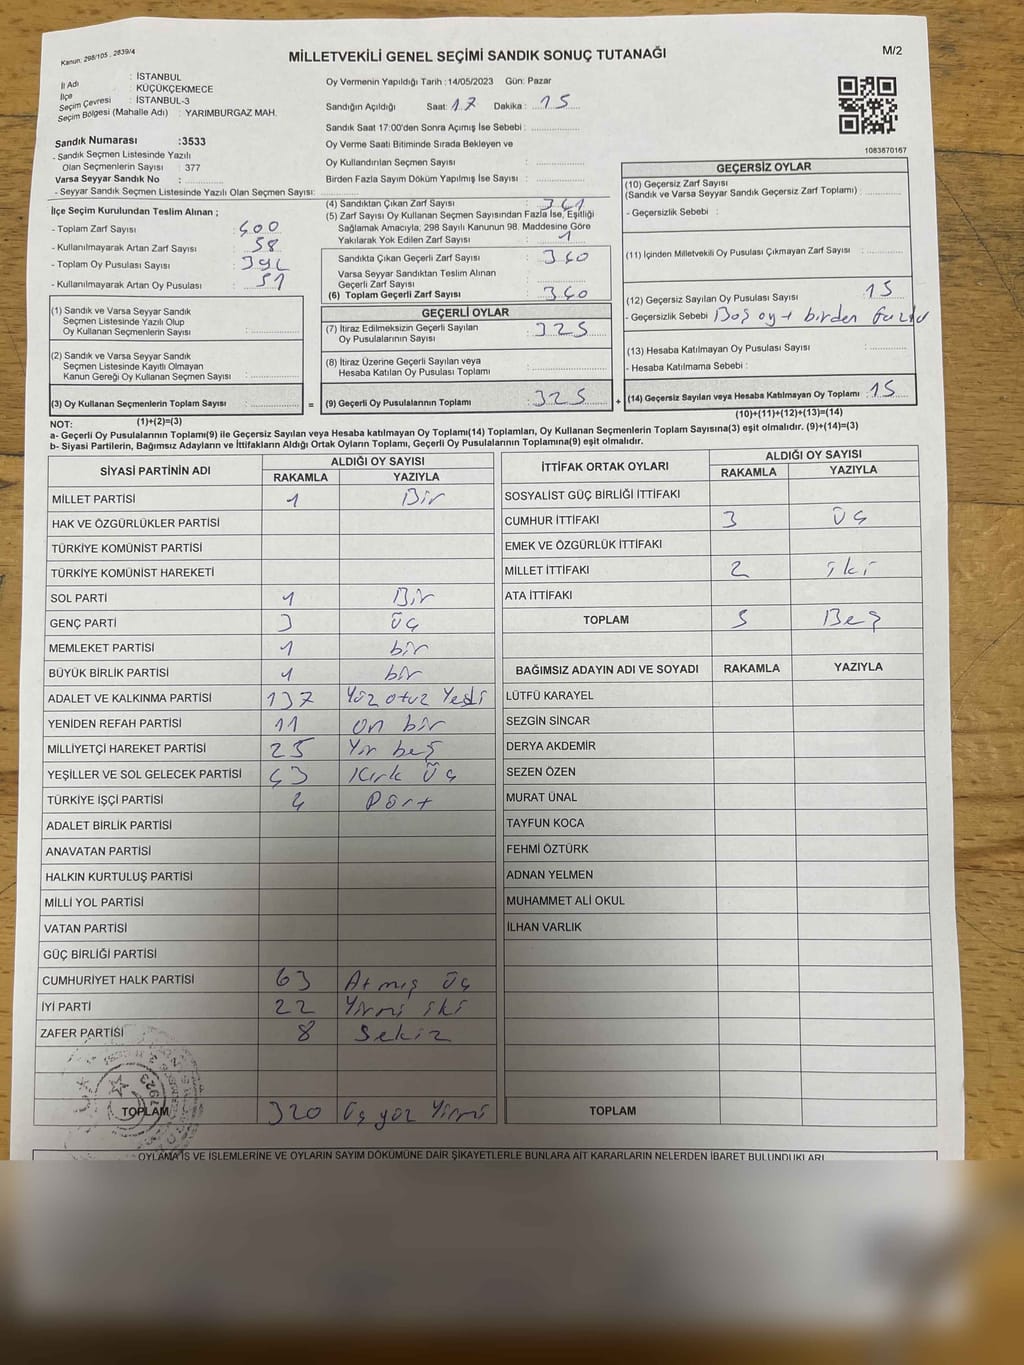 Kanun. 298/105 . 2839/4
MİLLETVEKİLİ GENEL SEÇİMİ SANDIK SONUÇ TUTANAĞI
M/2
İl Adı : İSTANBUL
İlçe : KÜÇÜKÇEKMECE
Seçim Çevresi : İSTANBUL-3
Seçim Bölgesi (Mahalle Adı) : YARIMBURGAZ MAH.
Sandık Numarası :3533
- Sandık Seçmen Listesinde Yazılı
Olan Seçmenlerin Sayısı : 377
Varsa Seyyar Sandık No :
- Seyyar Sandık Seçmen Listesinde Yazılı Olan Seçmen Sayısı:
Oy Vermenin Yapıldığı Tarih : 14/05/2023 Gün: Pazar
Sandığın Açıldığı Saat: 17 Dakika : 15
Sandık Saat 17:00'den Sonra Açımış İse Sebebi :
Oy Verme Saati Bitiminde Sırada Bekleyen ve
Oy Kullandırılan Seçmen Sayısı :
Birden Fazla Sayım Döküm Yapılmış İse Sayısı :
1083670167
İlçe Seçim Kurulundan Teslim Alınan ;
- Toplam Zarf Sayısı : 400
- Kullanılmayarak Artan Zarf Sayısı : 58
- Toplam Oy Pusulası Sayısı :
- Kullanılmayarak Artan Oy Pusulası : 51
(1) Sandık ve Varsa Seyyar Sandık
Seçmen Listesinde Yazılı Olup
Oy Kullanan Seçmenlerin Sayısı :
(2) Sandık ve Varsa Seyyar Sandık
Seçmen Listesinde Kayıtlı Olmayan
Kanun Gereği Oy Kullanan Seçmen Sayısı :
(3) Oy Kullanan Seçmenlerin Toplam Sayısı : =
(4) Sandıktan Çıkan Zarf Sayısı : 341
(5) Zarf Sayısı Oy Kullanan Seçmen Sayısından Fazla İse, Eşitliği
Sağlamak Amacıyla, 298 Sayılı Kanunun 98. Maddesine Göre
Yakılarak Yok Edilen Zarf Sayısı : 1
Sandıkta Çıkan Geçerli Zarf Sayısı : 340
Varsa Seyyar Sandıktan Teslim Alınan
Geçerli Zarf Sayısı :
(6) Toplam Geçerli Zarf Sayısı : 340
GEÇERLİ OYLAR
(7) İtiraz Edilmeksizin Geçerli Sayılan
Oy Pusulalarının Sayısı : 325
(8) İtiraz Üzerine Geçerli Sayılan veya
Hesaba Katılan Oy Pusulası Toplamı :
(9) Geçerli Oy Pusulalarının Toplamı : 325 +
GEÇERSİZ OYLAR
(10) Geçersiz Zarf Sayısı
(Sandık ve Varsa Seyyar Sandık Geçersiz Zarf Toplamı) :
- Geçersizlik Sebebi :
(11) İçinden Milletvekili Oy Pusulası Çıkmayan Zarf Sayısı :
(12) Geçersiz Sayılan Oy Pusulası Sayısı : 15
- Geçersizlik Sebebi : Boş oy + birden fazla
(13) Hesaba Katılmayan Oy Pusulası Sayısı :
- Hesaba Katılmama Sebebi :
(14) Geçersiz Sayılan veya Hesaba Katılmayan Oy Toplamı : 15
NOT: (1)+(2)=(3)
(10)+(11)+(12)+(13)=(14)
a- Geçerli Oy Pusulalarının Toplamı(9) ile Geçersiz Sayılan veya Hesaba katılmayan Oy Toplamı(14) Toplamları, Oy Kullanan Seçmenlerin Toplam Sayısına(3) eşit olmalıdır. (9)+(14)=(3)
b- Siyasi Partilerin, Bağımsız Adayların ve İttifakların Aldığı Ortak Oyların Toplamı, Geçerli Oy Pusulalarının Toplamına(9) eşit olmalıdır.
SİYASİ PARTİNİN ADI ALDIĞI OY SAYISI
RAKAMLA YAZIYLA
MİLLET PARTİSİ 1 Bir
HAK VE ÖZGÜRLÜKLER PARTİSİ
TÜRKİYE KOMÜNİST PARTİSİ
TÜRKİYE KOMÜNİST HAREKETİ
SOL PARTİ 1 Bir
GENÇ PARTİ 3 üç
MEMLEKET PARTİSİ 1 bir
BÜYÜK BİRLİK PARTİSİ 1 bir
ADALET VE KALKINMA PARTİSİ 137 Yüz otuz Yedi
YENİDEN REFAH PARTİSİ 11 on bir
MİLLİYETÇİ HAREKET PARTİSİ 25 Yir beş
YEŞİLLER VE SOL GELECEK PARTİSİ 43 Kırk Üç
TÜRKİYE İŞÇİ PARTİSİ 4 Dört
ADALET BİRLİK PARTİSİ
ANAVATAN PARTİSİ
HALKIN KURTULUŞ PARTİSİ
MİLLİ YOL PARTİSİ
VATAN PARTİSİ
GÜÇ BİRLİĞİ PARTİSİ
CUMHURİYET HALK PARTİSİ 63 Atmış üç
İYİ PARTİ 22 Yirmi iki
ZAFER PARTİSİ 8 Sekiz
TOPLAM 320 Üç yüz Yirmi
İTTİFAK ORTAK OYLARI ALDIĞI OY SAYISI
RAKAMLA YAZIYLA
SOSYALİST GÜÇ BİRLİĞİ İTTİFAKI
CUMHUR İTTİFAKI 3 üç
EMEK VE ÖZGÜRLÜK İTTİFAKI
MİLLET İTTİFAKI 2 iki
ATA İTTİFAKI
TOPLAM 5 Beş
BAĞIMSIZ ADAYIN ADI VE SOYADI RAKAMLA YAZIYLA
LÜTFÜ KARAYEL
SEZGİN SİNCAR
DERYA AKDEMİR
SEZEN ÖZEN
MURAT ÜNAL
TAYFUN KOCA
FEHMİ ÖZTÜRK
ADNAN YELMEN
MUHAMMET ALİ OKUL
İLHAN VARLIK
TOPLAM
OYLAMA İŞ VE İŞLEMLERİNE VE OYLARIN SAYIM DÖKÜMÜNE DAİR ŞİKAYETLERLE BUNLARA AİT KARARLARIN NELERDEN İBARET BULUNDUKLARI